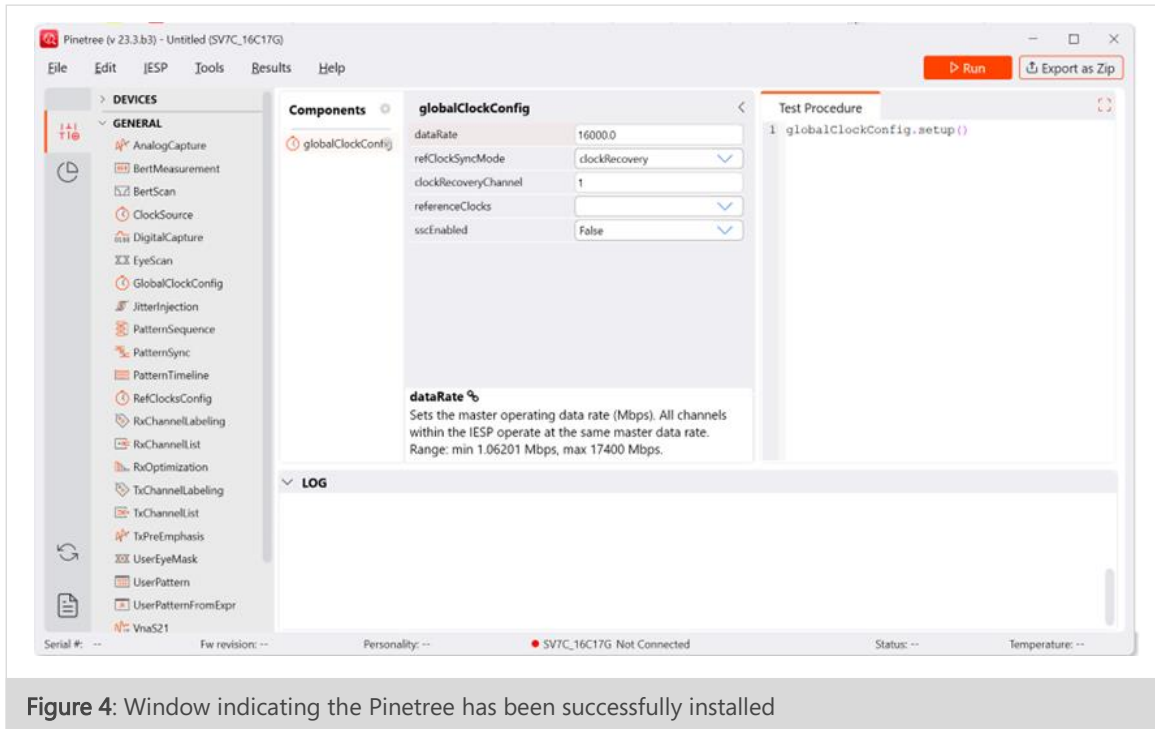 Pinetree (v 23.3.b3) - Untitled (SV7C_16C17G)
File Edit IESP Tools Results Help
Run
Export as Zip
DEVICES
GENERAL
AnalogCapture
BertMeasurement
BertScan
ClockSource
DigitalCapture
EyeScan
GlobalClockConfig
JitterInjection
PatternSequence
PatternSync
PatternTimeline
RefClocksConfig
RxChannelLabeling
RxChannelList
RxOptimization
TxChannelLabeling
TxChannelList
TxPreEmphasis
UserEyeMask
UserPattern
UserPatternFromExpr
VnaS21
Components
globalClockConfig
globalClockConfig
dataRate 16000.0
refClockSyncMode clockRecovery
clockRecoveryChannel 1
referenceClocks
sscEnabled False
dataRate
Sets the master operating data rate (Mbps). All channels
within the IESP operate at the same master data rate.
Range: min 1.06201 Mbps, max 17400 Mbps.
Test Procedure
1 globalClockConfig.setup()
LOG
Serial #: -- Fw revision: -- Personality: -- SV7C_16C17G Not Connected Status: -- Temperature: --
Figure 4: Window indicating the Pinetree has been successfully installed